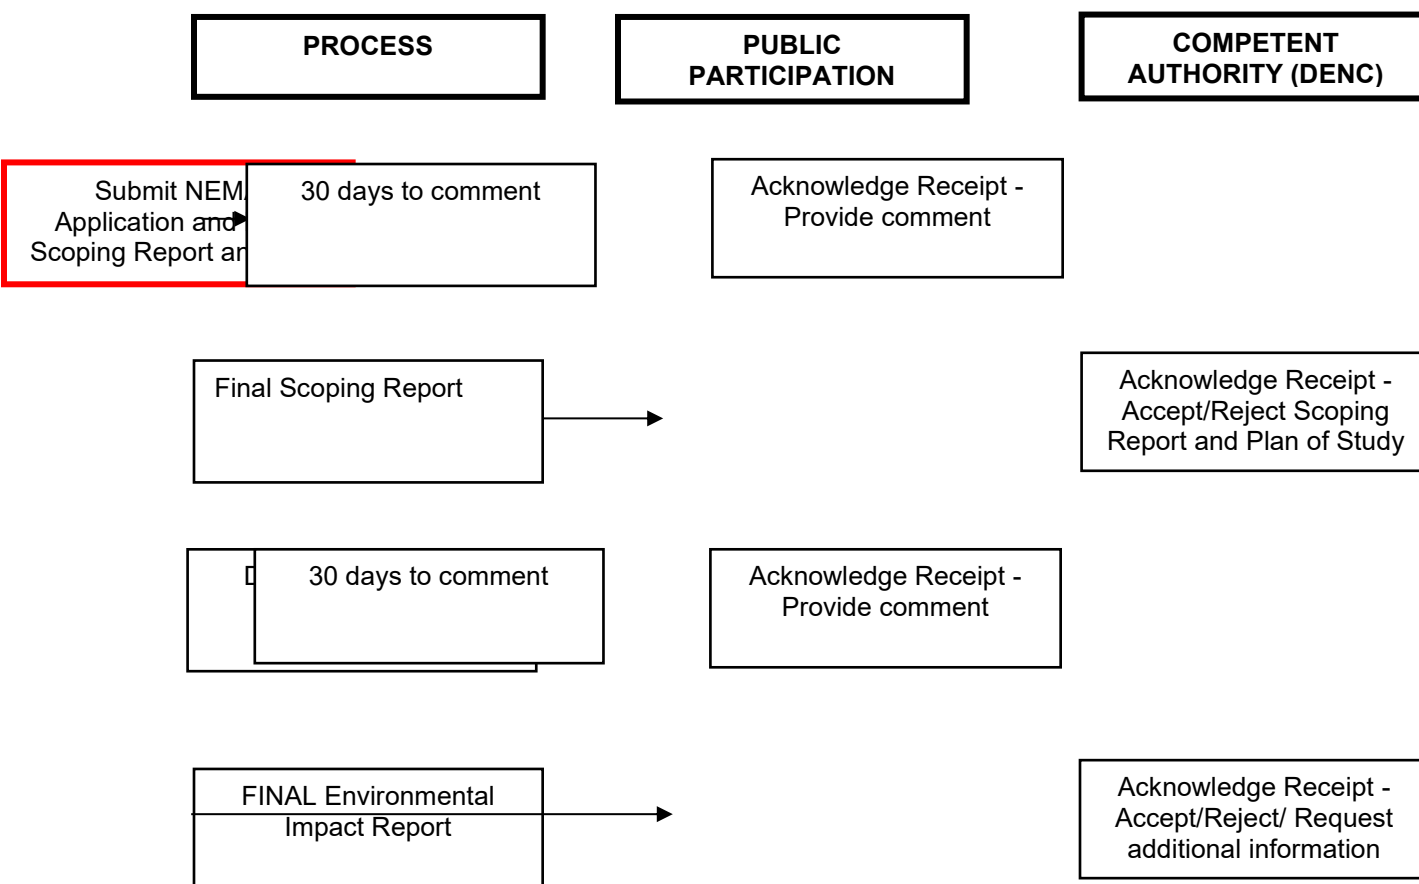 PROCESS
PUBLIC
PARTICIPATION
COMPETENT
AUTHORITY (DENC)
Submit
Application and
Scoping Report
30 days to comment
Acknowledge Receipt -
Provide comment
Final Scoping Report
Acknowledge Receipt -
Accept/Reject Scoping
Report and Plan of Study
30 days to comment
Acknowledge Receipt -
Provide comment
FINAL Environmental
Impact Report
Acknowledge Receipt -
Accept/Reject/ Request
additional information